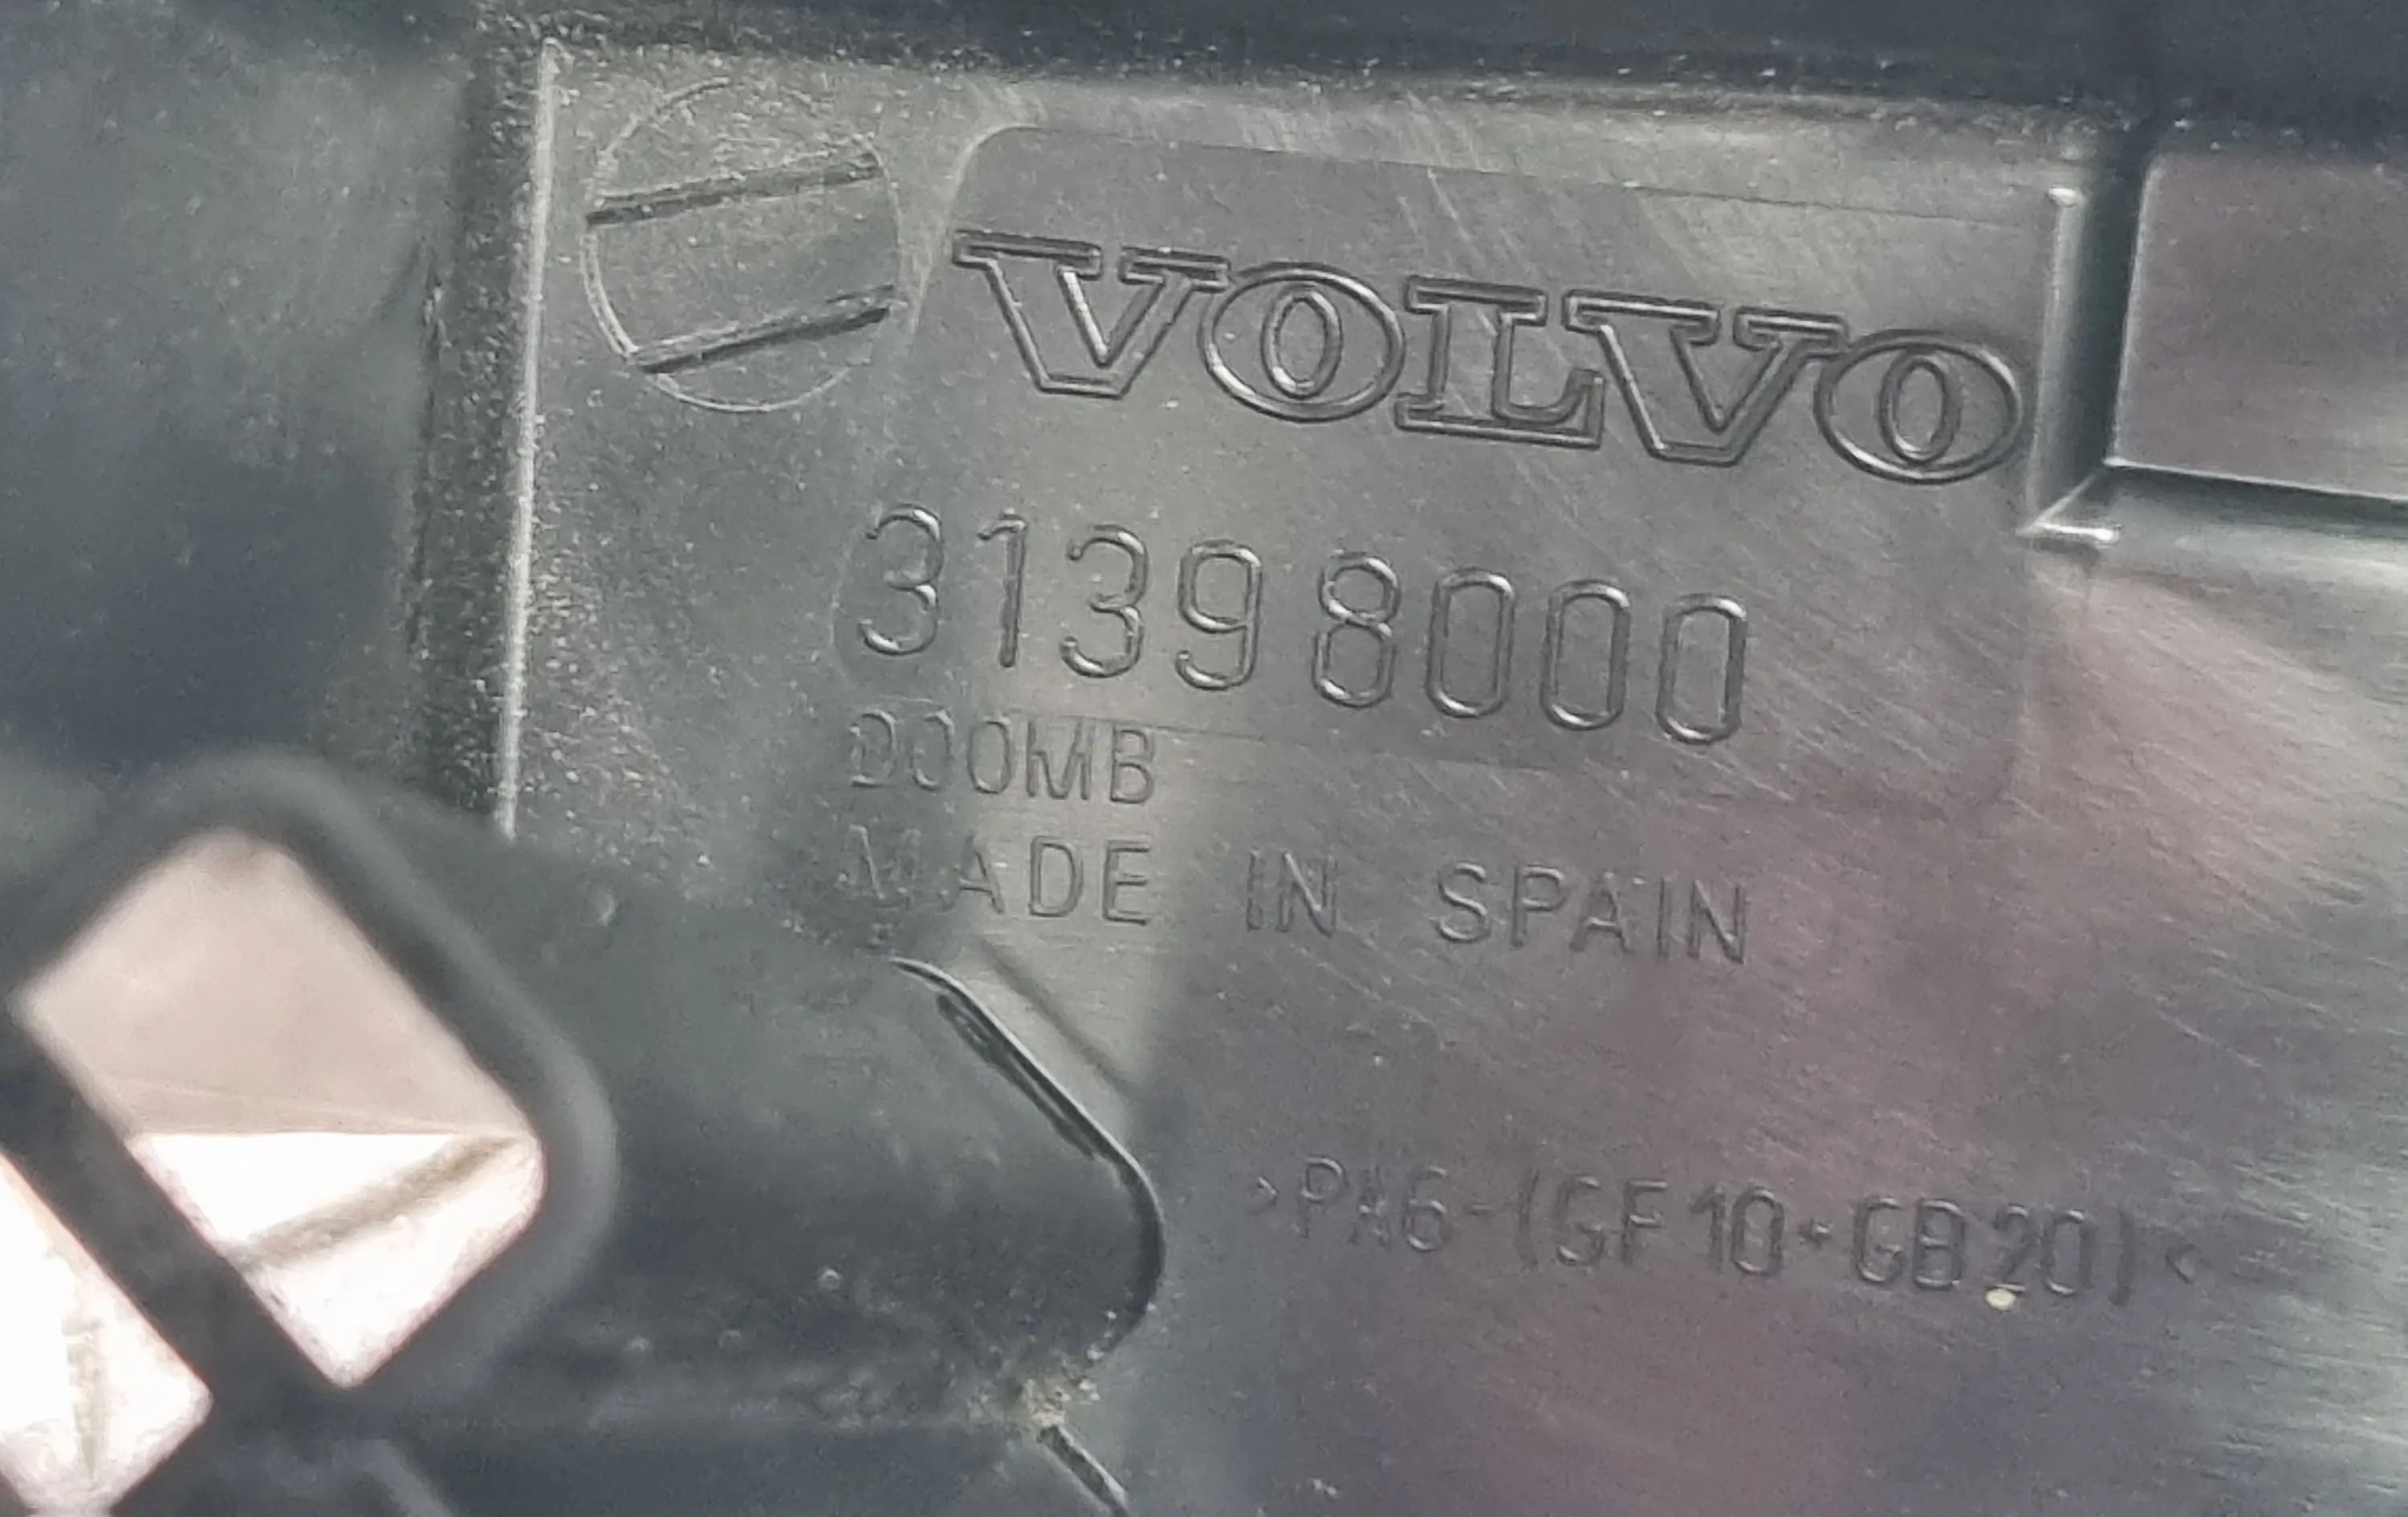 VOLVO
31398000
D00MB
MADE IN SPAIN
>PA6-(GF10+GB20)<